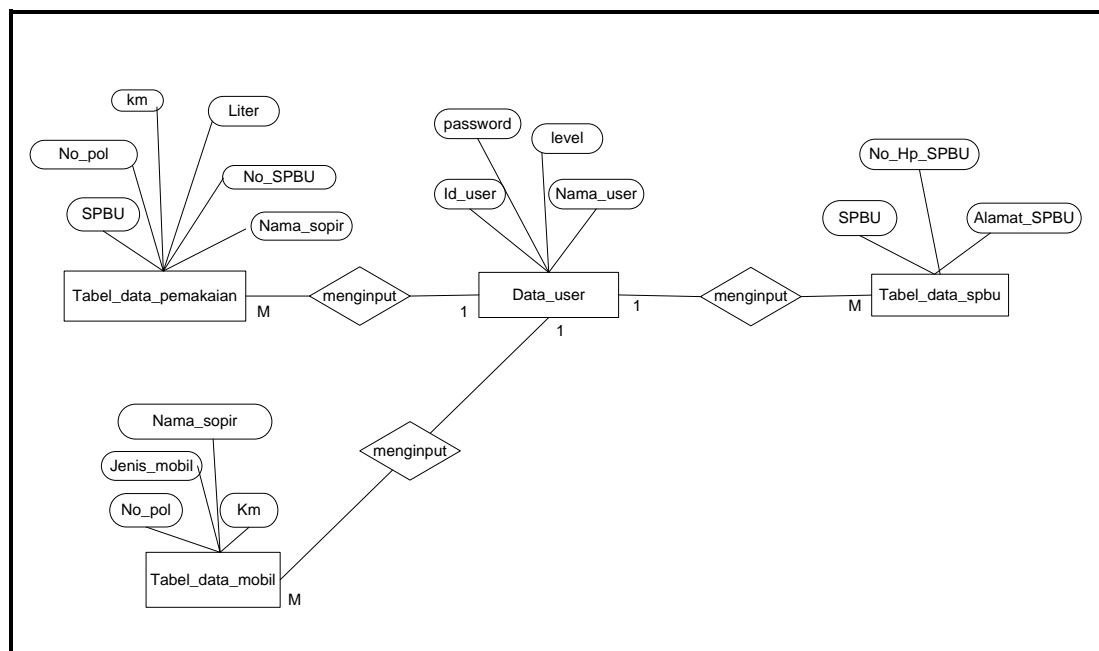 km
Liter
password
level
No_pol
No_SPBU
No_Hp_SPBU
SPBU
Nama_sopir
Id_user
Nama_user
SPBU
Alamat_SPBU
Tabel_data_pemakaian
M
menginput
1
Data_user
1
1
menginput
M
Tabel_data_spbu
Nama_sopir
Jenis_mobil
No_pol
Km
menginput
Tabel_data_mobil
M